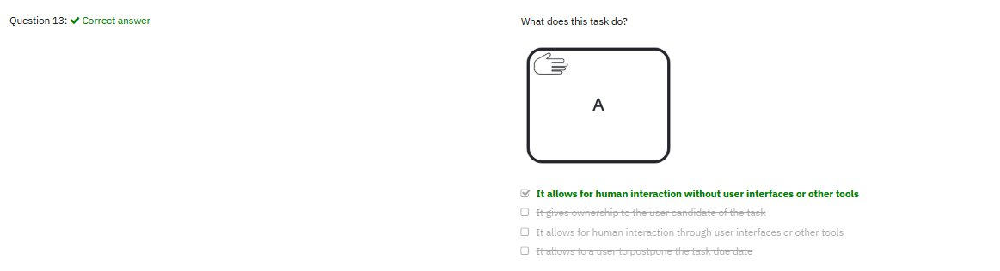 Question 13: ✔ Correct answer
What does this task do?
A
It allows for human interaction without user interfaces or other tools
It gives ownership to the user candidate of the task
It allows for human interaction through user interfaces or other tools
It allows to a user to postpone the task due date